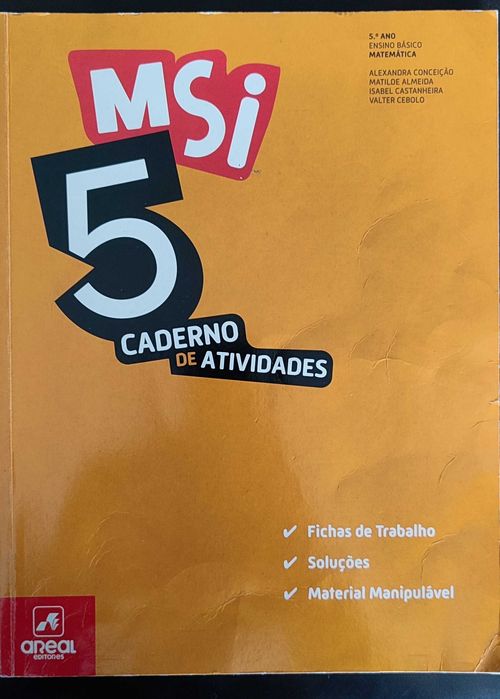 5.º ANO
ENSINO BÁSICO
MATEMÁTICA
ALEXANDRA CONCEIÇÃO
MATILDE ALMEIDA
ISABEL CASTANHEIRA
VALTER CEBOLO
MSi
5
CADERNO
DE ATIVIDADES
✔ Fichas de Trabalho
✔ Soluções
✔ Material Manipulável
areal
EDITORES